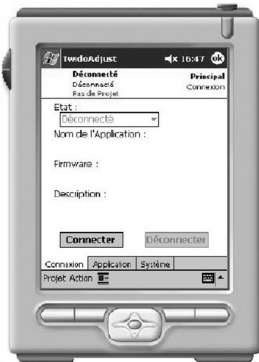 TwidoAdjust 16:47 ok
Déconnecté
Principal
Déconnecté
Connexion
Pas de Projet
Etat :
Déconnecté
Nom de l'Application :
Firmware :
Description :
Connecter Déconnecter
Connexion Application Système
Projet Action